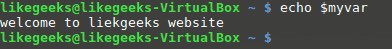 likegeeks@likegeeks-VirtualBox ~ $ echo $myvar
welcome to liekgeeks website
likegeeks@likegeeks-VirtualBox ~ $